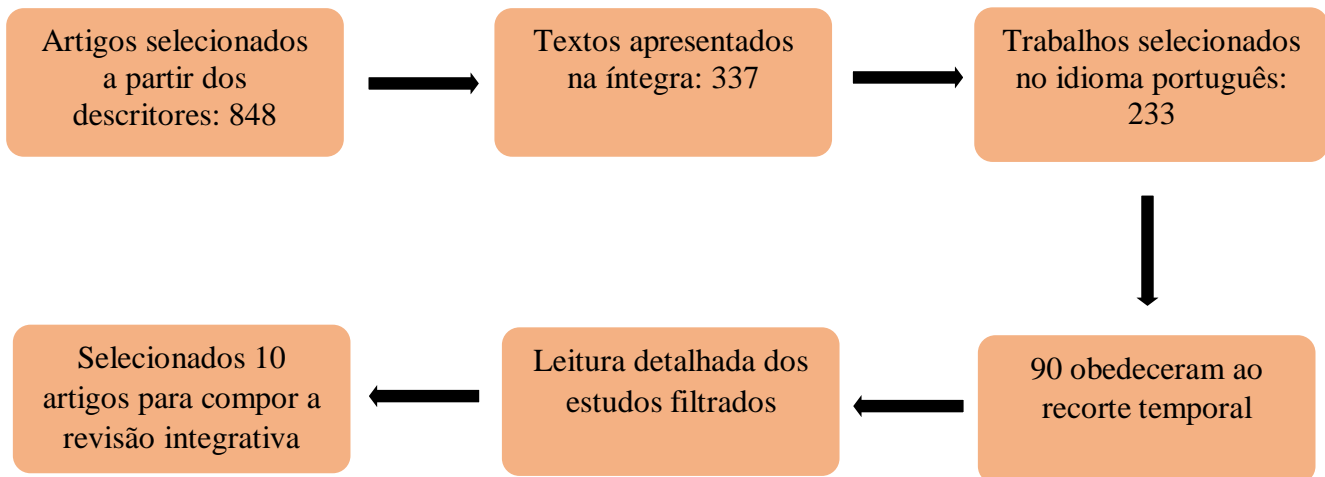 Artigos selecionados
a partir dos
descritores: 848
Textos apresentados
na íntegra: 337
Trabalhos selecionados
no idioma português:
233
90 obedeceram ao
recorte temporal
Leitura detalhada dos
estudos filtrados
Selecionados 10
artigos para compor a
revisão integrativa